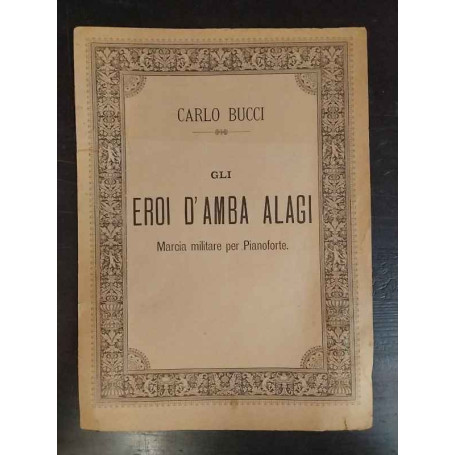 CARLO BUCCI
GLI
EROI D'AMBA ALAGI
Marcia militare per Pianoforte.